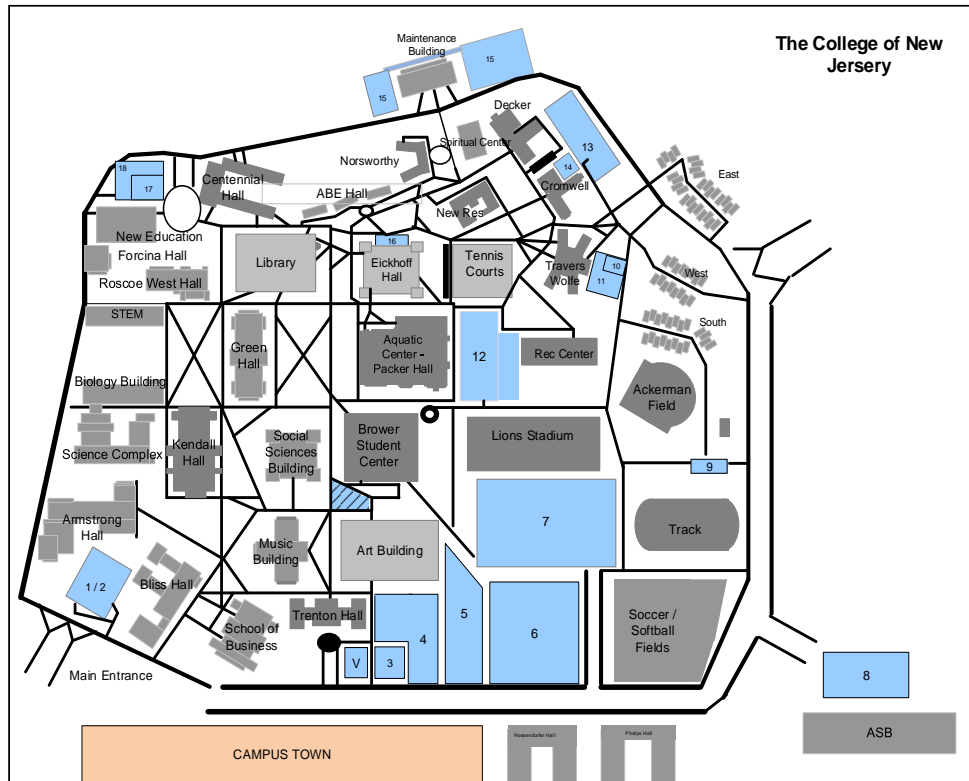 The College of New
Jersery
Maintenance
Building
15
15
Decker
Spiritual Center
13
Norsworthy
14
18
17
Centennial
Hall
ABE Hall
Cromwell
East
New Res
New Education
16
Forcina Hall
Library
Eickhoff
Hall
Tennis
Courts
Travers
Wolfe
10
11
West
Roscoe West Hall
STEM
South
Green
Hall
Aquatic
Center -
Packer Hall
12
Rec Center
Biology Building
Ackerman
Field
Kendall
Hall
Social
Sciences
Building
Brower
Student
Center
Lions Stadium
Science Complex
9
7
Armstrong
Hall
Track
Music
Building
Art Building
1 / 2
Bliss Hall
5
Trenton Hall
School of
Business
4
6
Soccer /
Softball
Fields
V
3
Main Entrance
8
CAMPUS TOWN
Hossendorfer Hall
Phelps Hall
ASB